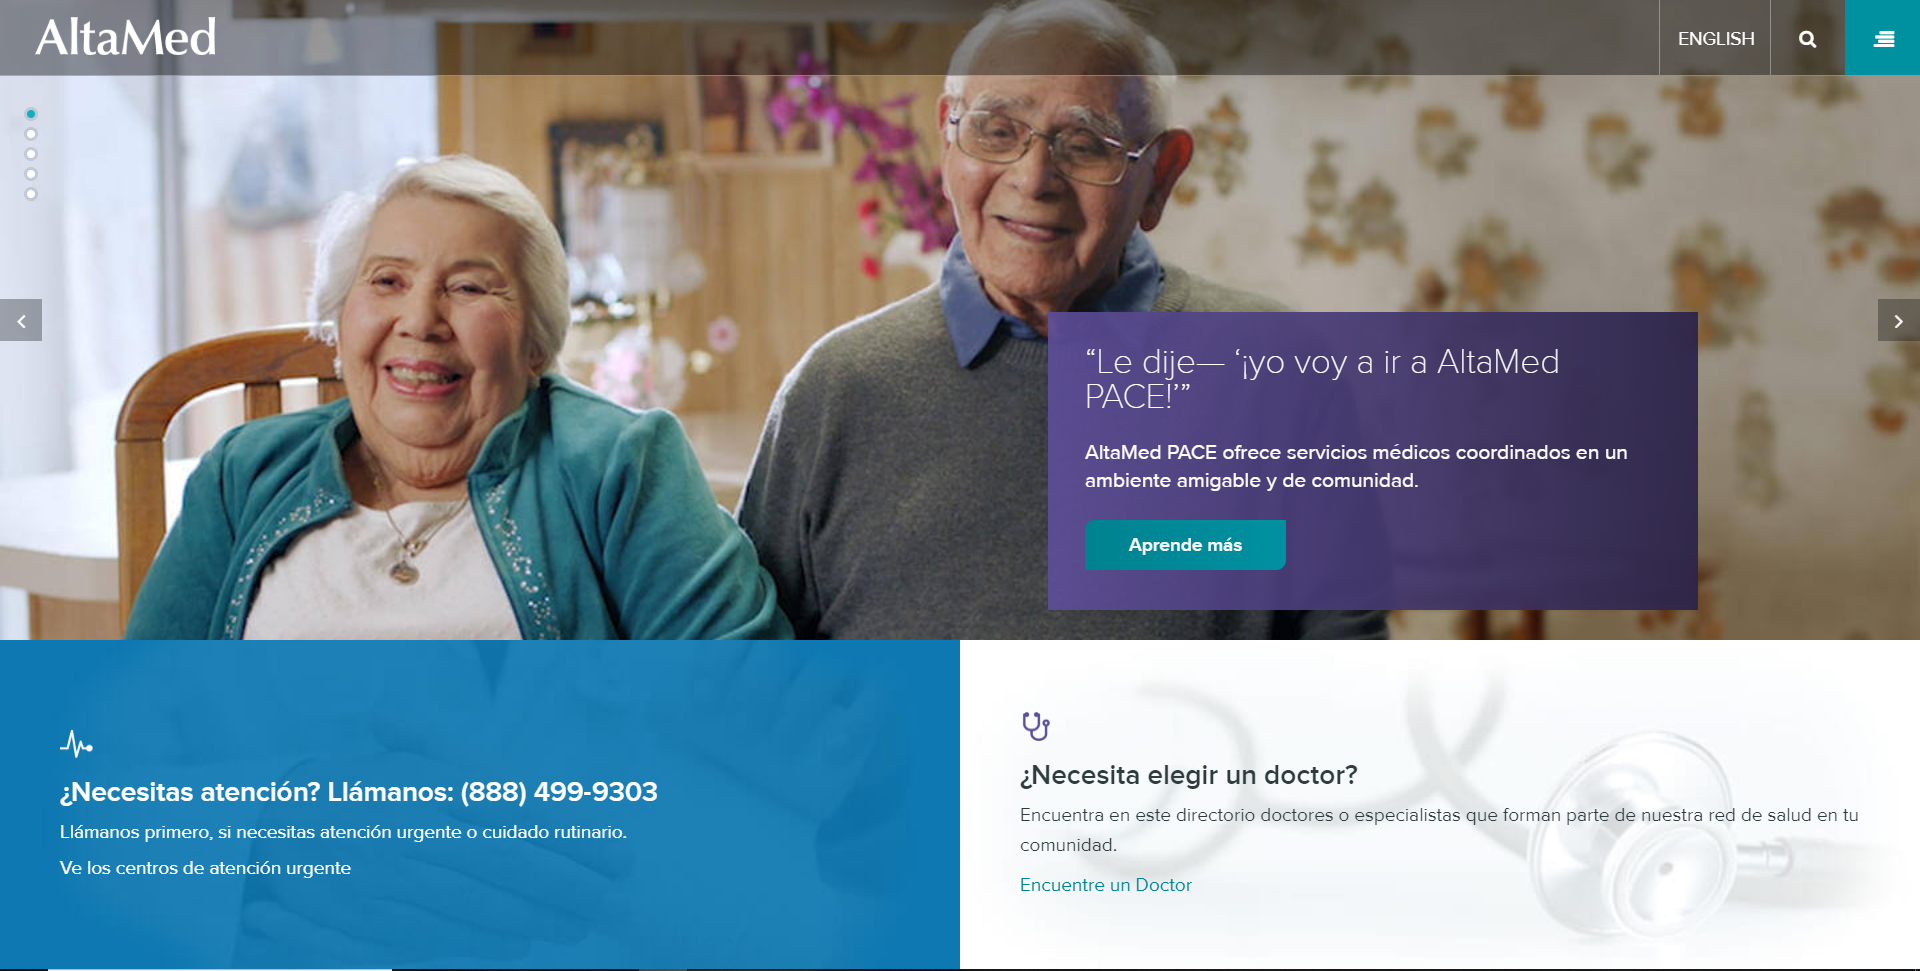 AltaMed
ENGLISH
“Le dije— ‘¡yo voy a ir a AltaMed
PACE!’”
AltaMed PACE ofrece servicios médicos coordinados en un
ambiente amigable y de comunidad.
Aprende más
¿Necesitas atención? Llámanos: (888) 499-9303
Llámanos primero, si necesitas atención urgente o cuidado rutinario.
Ve los centros de atención urgente
¿Necesita elegir un doctor?
Encuentra en este directorio doctores o especialistas que forman parte de nuestra red de salud en tu
comunidad.
Encuentre un Doctor